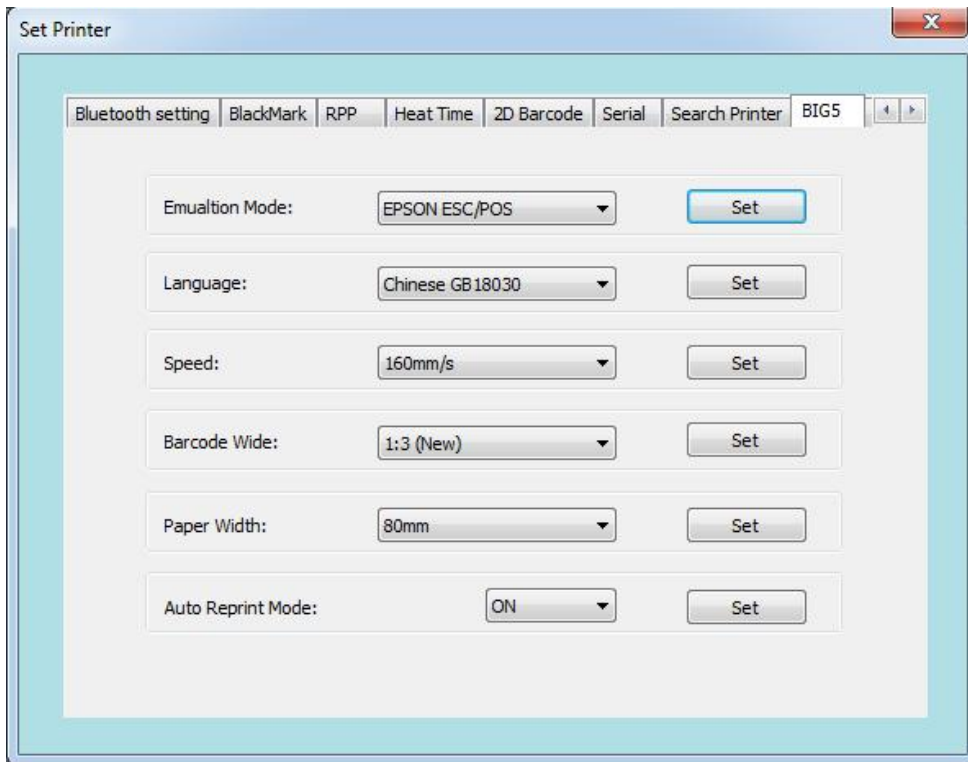 Set Printer
Bluetooth setting BlackMark RPP Heat Time 2D Barcode Serial Search Printer BIG5
Emualtion Mode: EPSON ESC/POS Set
Language: Chinese GB18030 Set
Speed: 160mm/s Set
Barcode Wide: 1:3 (New) Set
Paper Width: 80mm Set
Auto Reprint Mode: ON Set